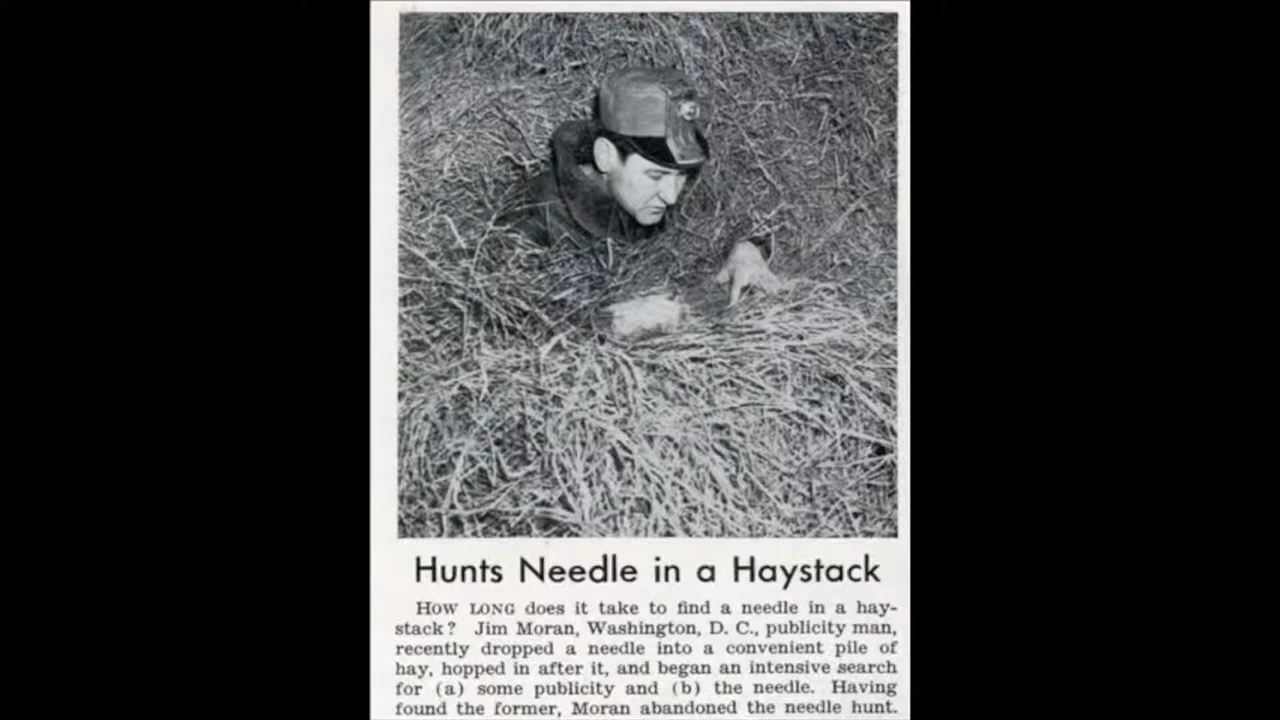 Hunts Needle in a Haystack
HOW LONG does it take to find a needle in a hay-
stack? Jim Moran, Washington, D. C., publicity man,
recently dropped a needle into a convenient pile of
hay, hopped in after it, and began an intensive search
for (a) some publicity and (b) the needle. Having
found the former, Moran abandoned the needle hunt.